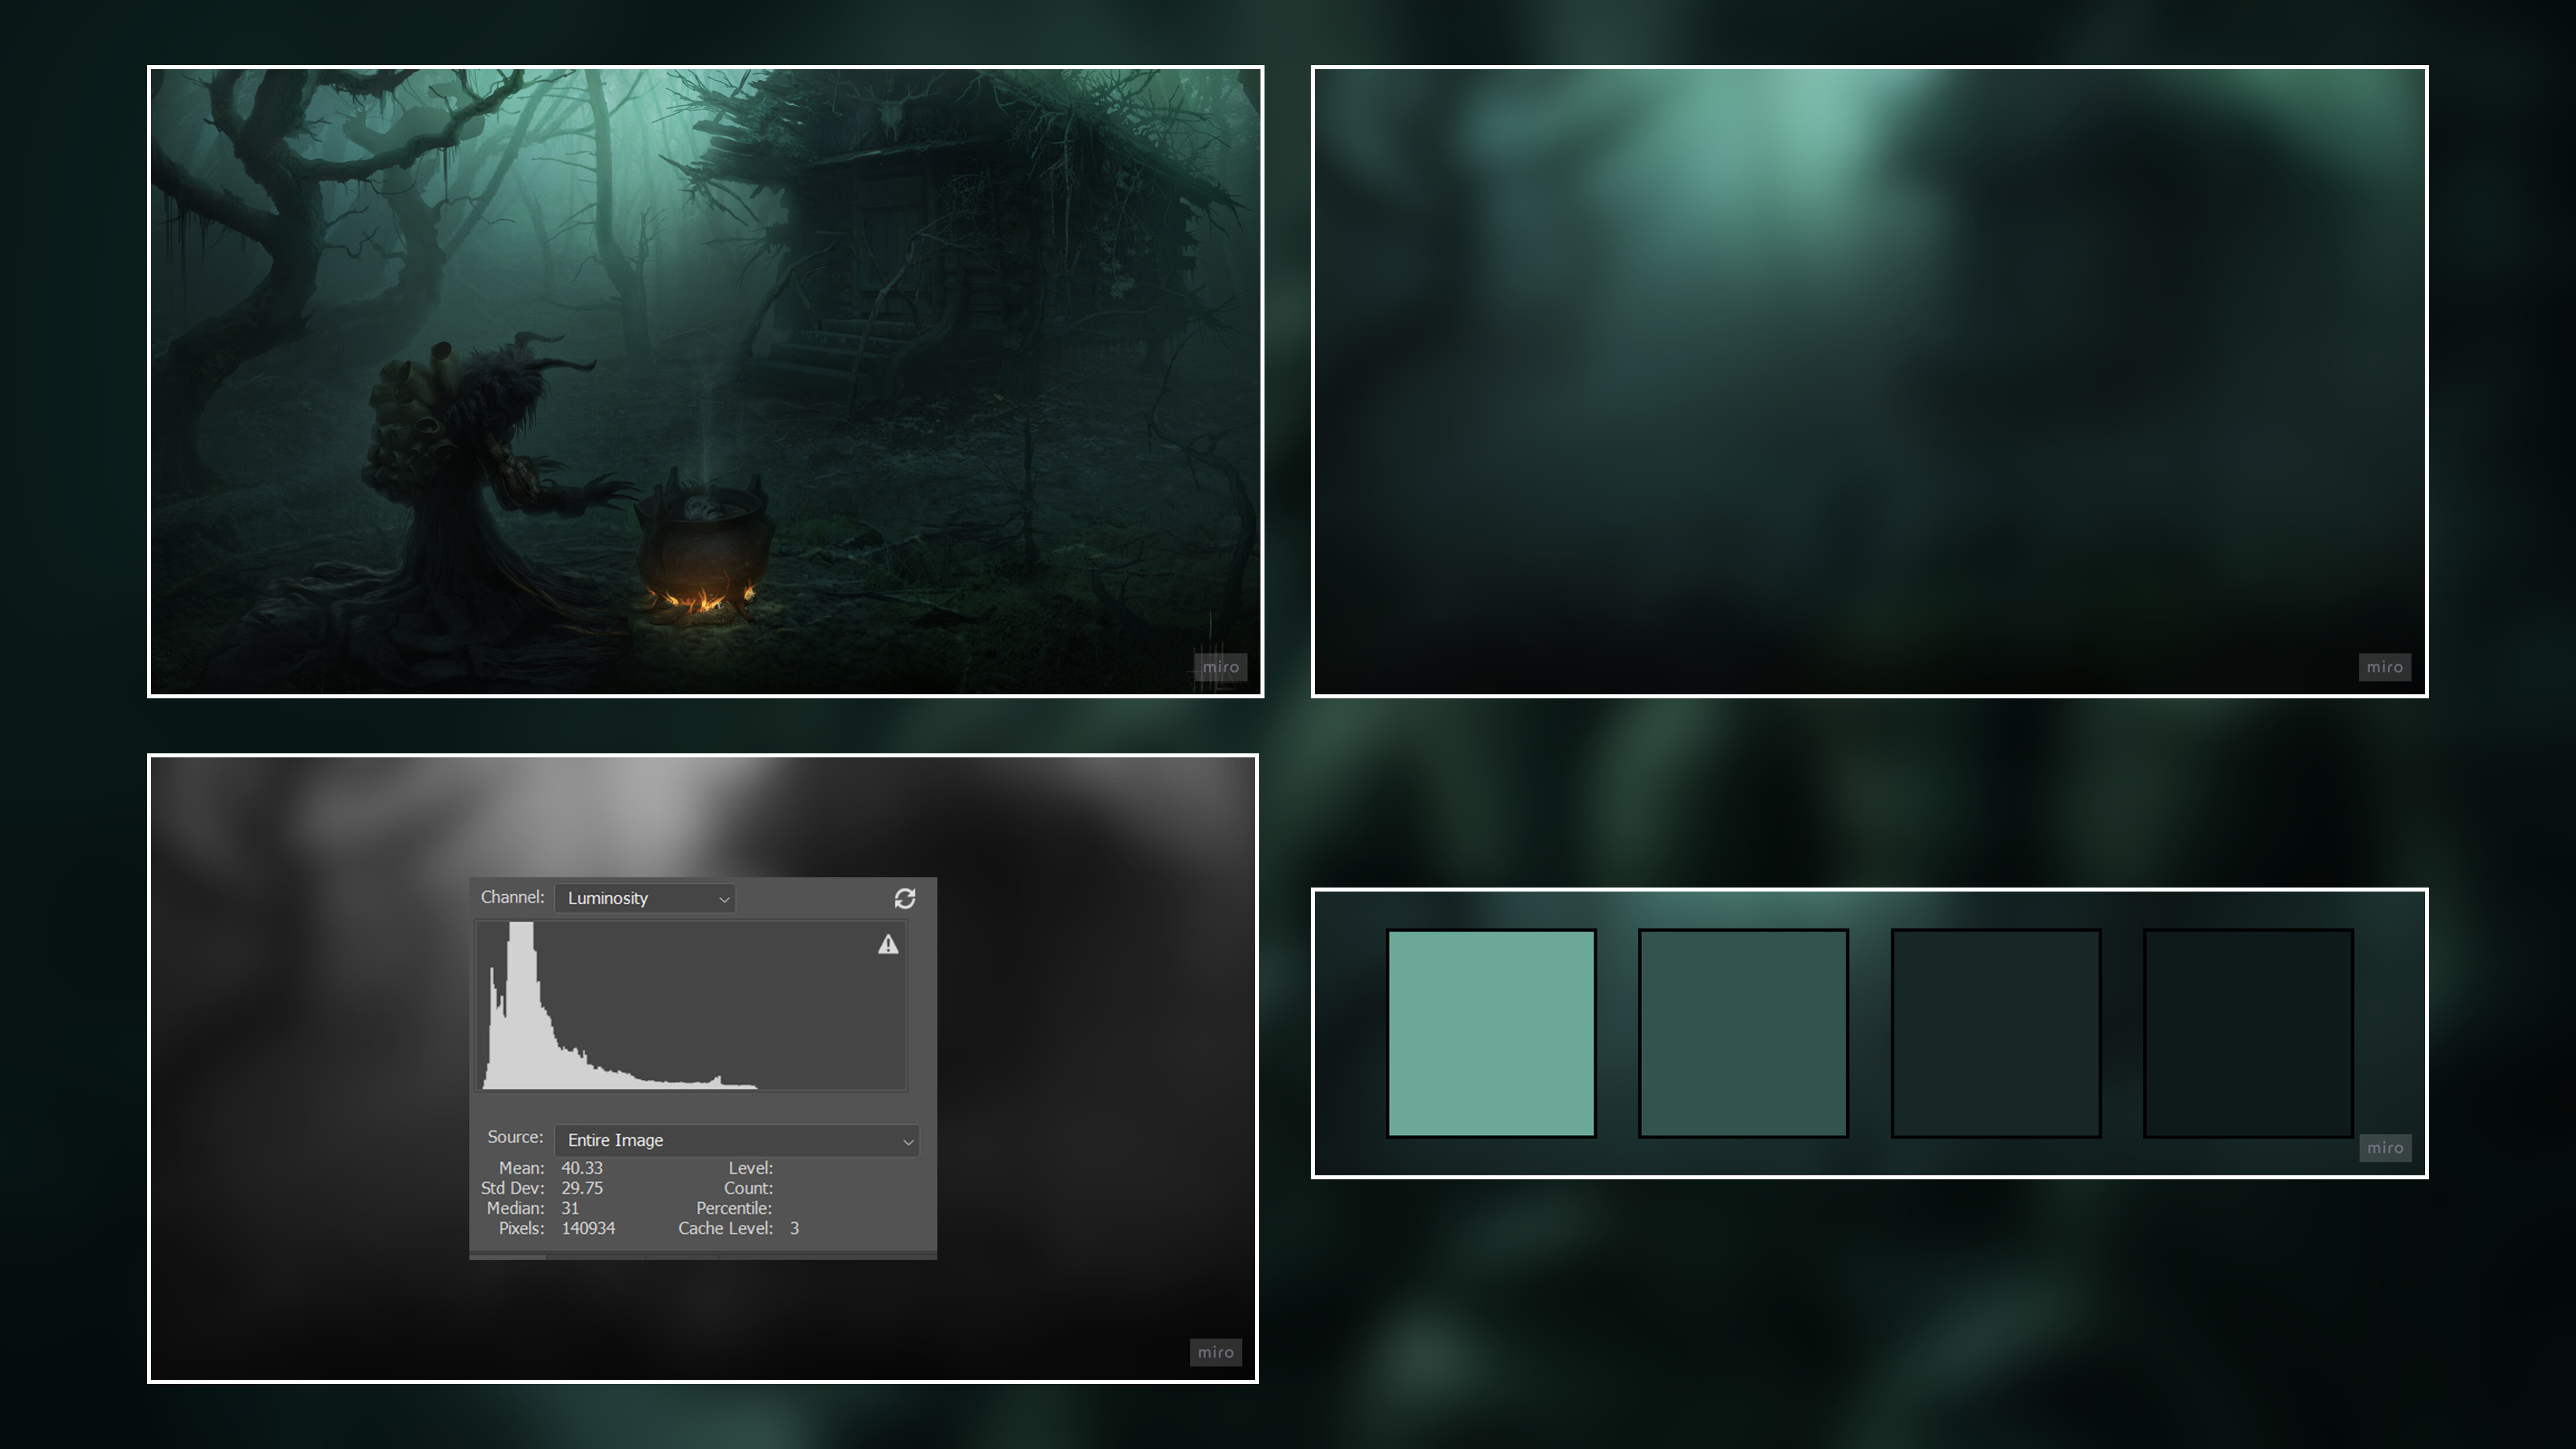 miro
miro
Channel: Luminosity
Source: Entire Image
Mean: 40.33 Level:
Std Dev: 29.75 Count:
Median: 31 Percentile:
Pixels: 140934 Cache Level: 3
miro
miro